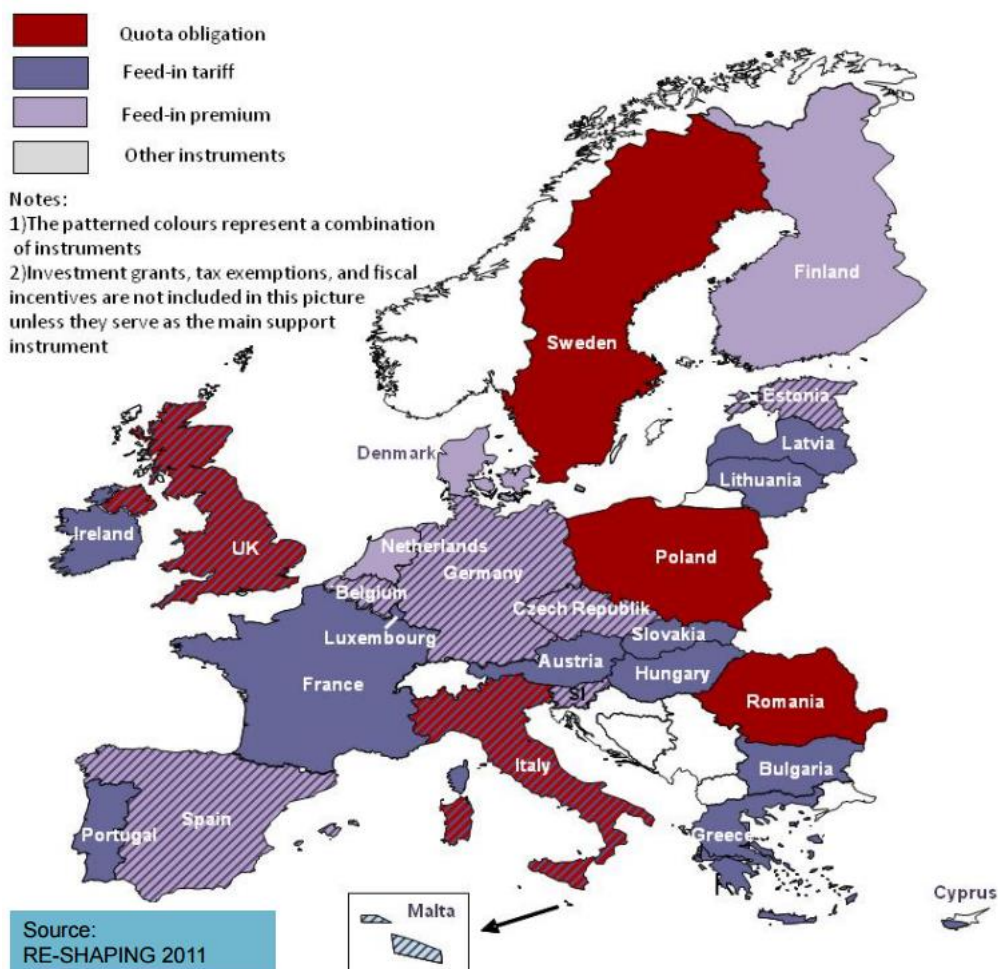 Quota obligation
Feed-in tariff
Feed-in premium
Other instruments
Notes:
1)The patterned colours represent a combination
of instruments
2)Investment grants, tax exemptions, and fiscal
incentives are not included in this picture
unless they serve as the main support
instrument
Finland
Sweden
Estonia
Latvia
Denmark
Lithuania
Ireland
UK
Netherlands
Poland
Germany
Belgium
Czech Republik
Luxembourg
Slovakia
Austria
Hungary
France
SI
Romania
Italy
Bulgaria
Portugal
Spain
Greece
Cyprus
Malta
Source:
RE-SHAPING 2011